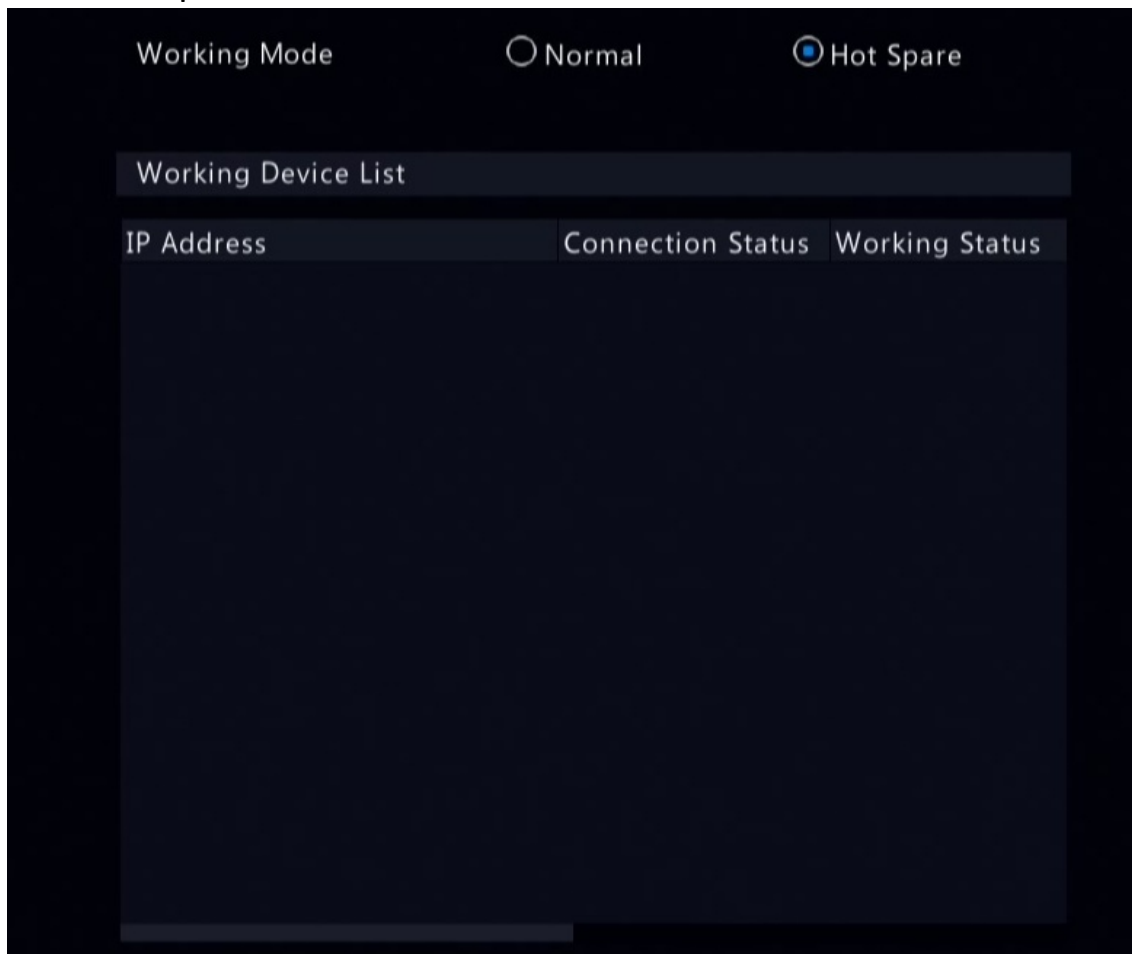 Working Mode Normal Hot Spare
Working Device List
IP Address Connection Status Working Status